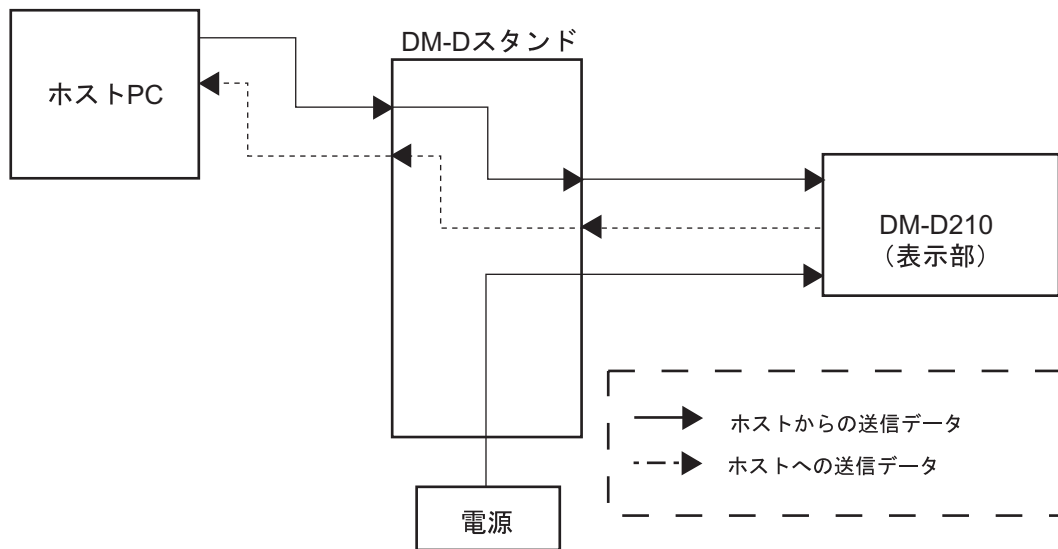 DM-Dスタンド
ホストPC
DM-D210
（表示部）
ホストからの送信データ
ホストへの送信データ
電源